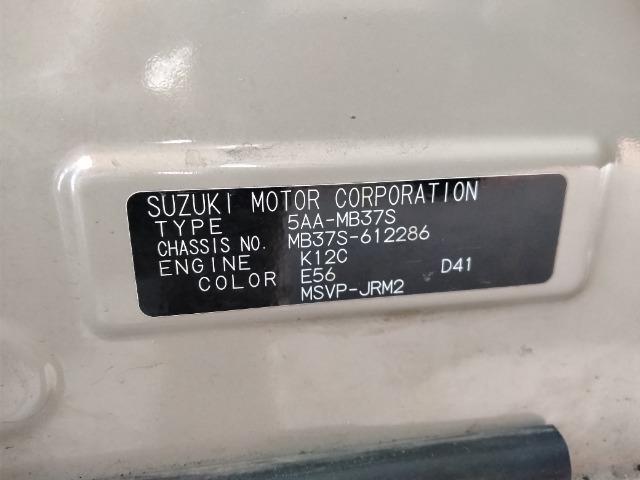 SUZUKI MOTOR CORPORATION
TYPE 5AA-MB37S
CHASSIS NO. MB37S-612286
ENGINE K12C
COLOR E56 D41
MSVP-JRM2